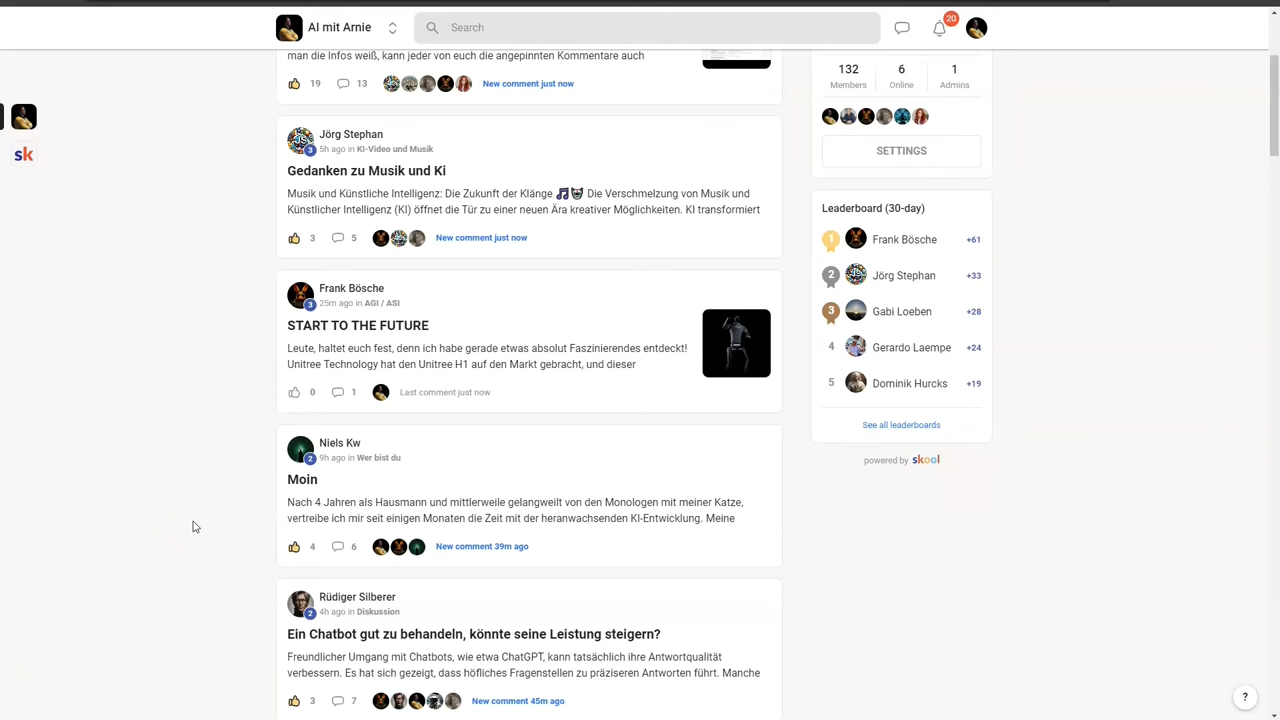 AI mit Arnie
Search
20
man die Infos weiß, kann jeder von euch die angepinnten Kommentare auch
19 13 New comment just now
Jörg Stephan
3 5h ago in KI-Video und Musik
Gedanken zu Musik und Ki
Musik und Künstliche Intelligenz: Die Zukunft der Klänge 🎵🐼 Die Verschmelzung von Musik und
Künstlicher Intelligenz (KI) öffnet die Tür zu einer neuen Ära kreativer Möglichkeiten. KI transformiert
3 5 New comment just now
Frank Bösche
3 25m ago in AGI / ASI
START TO THE FUTURE
Leute, haltet euch fest, denn ich habe gerade etwas absolut Faszinierendes entdeckt!
Unitree Technology hat den Unitree H1 auf den Markt gebracht, und dieser
0 1 Last comment just now
Niels Kw
2 9h ago in Wer bist du
Moin
Nach 4 Jahren als Hausmann und mittlerweile gelangweilt von den Monologen mit meiner Katze,
vertreibe ich mir seit einigen Monaten die Zeit mit der heranwachsenden KI-Entwicklung. Meine
4 6 New comment 39m ago
Rüdiger Silberer
2 4h ago in Diskussion
Ein Chatbot gut zu behandeln, könnte seine Leistung steigern?
Freundlicher Umgang mit Chatbots, wie etwa ChatGPT, kann tatsächlich ihre Antwortqualität
verbessern. Es hat sich gezeigt, dass höfliches Fragenstellen zu präziseren Antworten führt. Manche
3 7 New comment 45m ago
sk
132 6 1
Members Online Admins
SETTINGS
Leaderboard (30-day)
1 Frank Bösche +61
2 Jörg Stephan +33
3 Gabi Loeben +28
4 Gerardo Laempe +24
5 Dominik Hurcks +19
See all leaderboards
powered by skool
?